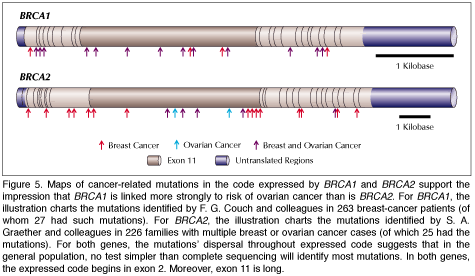 BRCA1
1 Kilobase
BRCA2
1 Kilobase
Breast Cancer
Ovarian Cancer
Breast and Ovarian Cancer
Exon 11
Untranslated Regions
Figure 5. Maps of cancer-related mutations in the code expressed by BRCA1 and BRCA2 support the
impression that BRCA1 is linked more strongly to risk of ovarian cancer than is BRCA2. For BRCA1, the
illustration charts the mutations identified by F. G. Couch and colleagues in 263 breast-cancer patients (of
whom 27 had such mutations). For BRCA2, the illustration charts the mutations identified by S. A.
Graether and colleagues in 226 families with multiple breast or ovarian cancer cases (of which 25 had the
mutations). For both genes, the mutations' dispersal throughout expressed code suggests that in the
general population, no test simpler than complete sequencing will identify most mutations. In both genes,
the expressed code begins in exon 2. Moreover, exon 11 is long.